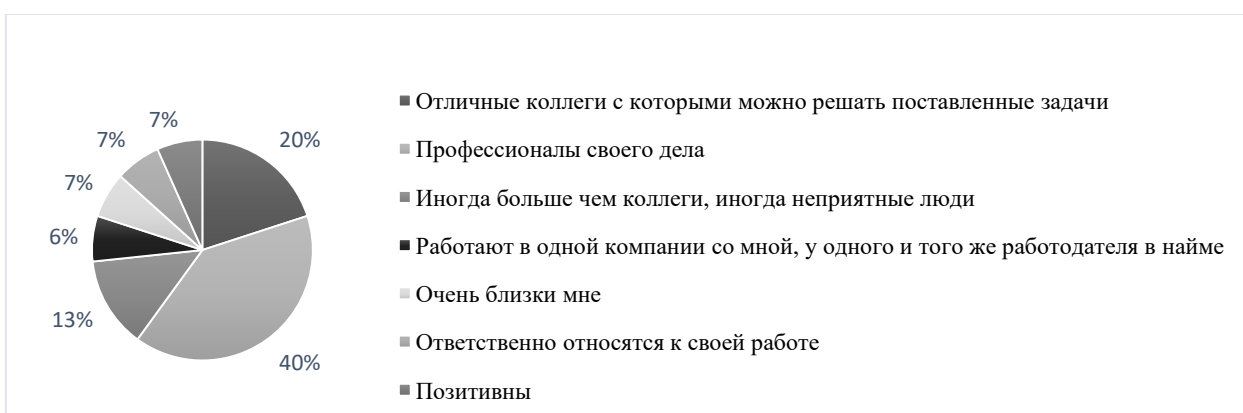 7%
7%
20%
7%
6%
13%
40%
Отличные коллеги с которыми можно решать поставленные задачи
Профессионалы своего дела
Иногда больше чем коллеги, иногда неприятные люди
Работают в одной компании со мной, у одного и того же работодателя в найме
Очень близки мне
Ответственно относятся к своей работе
Позитивны